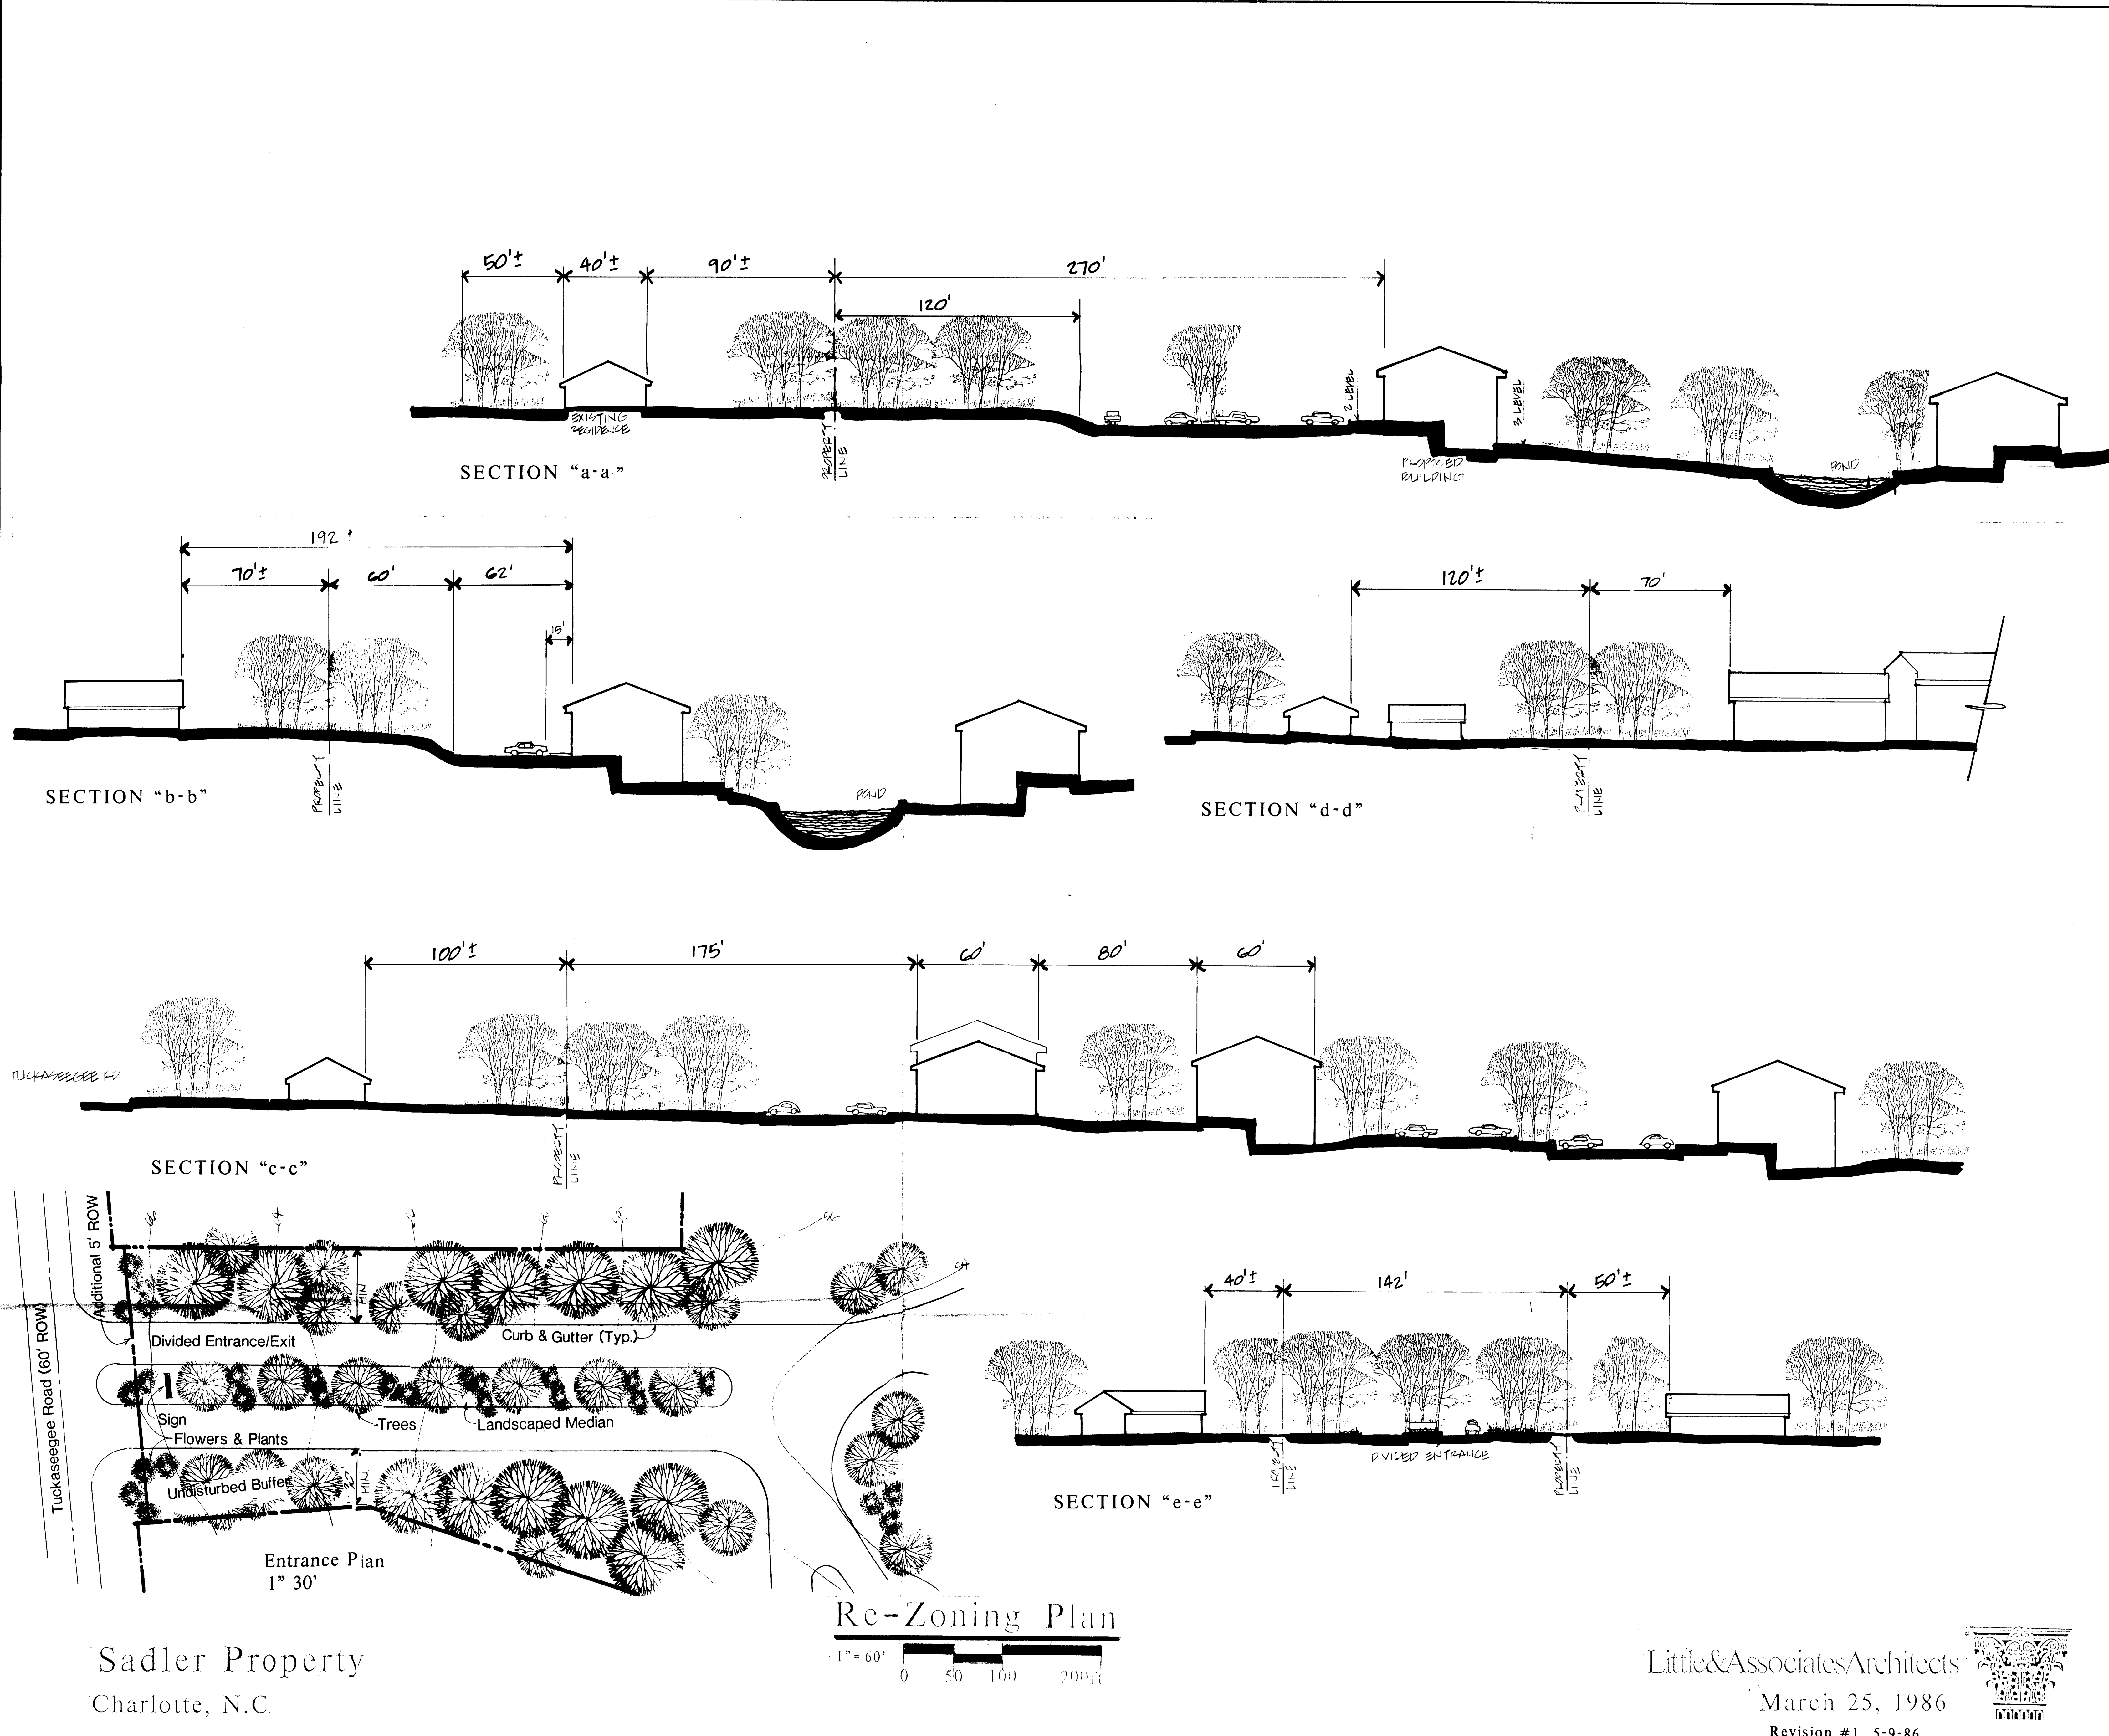 50'± 40'± 90'± 270'
120'
2 LEVEL
3 LEVEL
EXISTING
RESIDENCE
PROPERTY
LINE
PROPOSED
BUILDING
POND
SECTION "a-a"
192'
70'± 60' 62'
15'
PROPERTY
LINE
POND
SECTION "b-b"
120'± 70'
PROPERTY
LINE
SECTION "d-d"
100'± 175' 60' 80' 60'
TUCKASEEGEE RD
PROPERTY
LINE
SECTION "c-c"
Additional 5' ROW
Tuckaseegee Road (60' ROW)
MIN
Divided Entrance/Exit
Curb & Gutter (Typ.)
Sign
Trees
Landscaped Median
Flowers & Plants
Undisturbed Buffer
MIN
Entrance Plan
1" 30'
40'± 142' 50'±
PROPERTY
LINE
DIVIDED ENTRANCE
PROPERTY
LINE
SECTION "e-e"
Re-Zoning Plan
1" = 60'
0 50 100 200ft
Sadler Property
Charlotte, N.C
Little&AssociatesArchitects
March 25, 1986
Revision #1 5-9-86